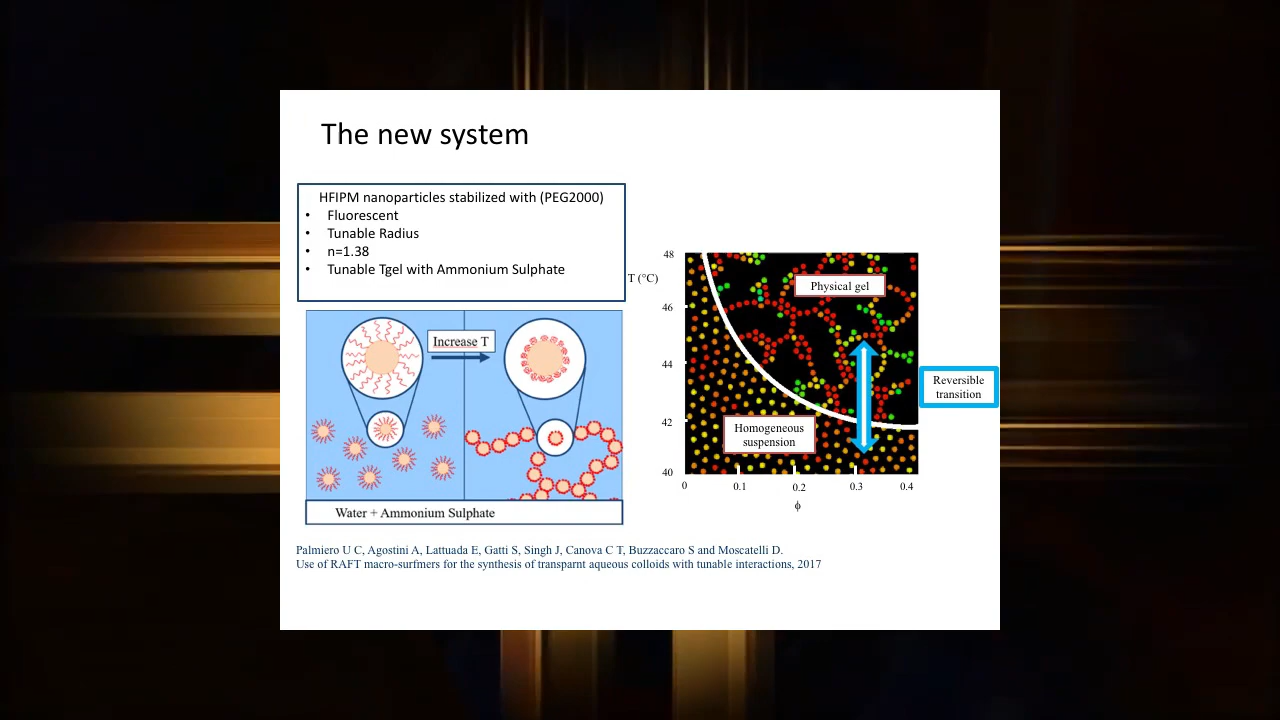 The new system
HFIPM nanoparticles stabilized with (PEG2000)
• Fluorescent
• Tunable Radius
• n=1.38
• Tunable Tgel with Ammonium Sulphate
Increase T
Water + Ammonium Sulphate
T (°C)
48
46
44
42
40
0
0.1
0.2
0.3
0.4
ϕ
Physical gel
Homogeneous
suspension
Reversible
transition
Palmiero U C, Agostini A, Lattuada E, Gatti S, Singh J, Canova C T, Buzzaccaro S and Moscatelli D.
Use of RAFT macro-surfmers for the synthesis of transparnt aqueous colloids with tunable interactions, 2017